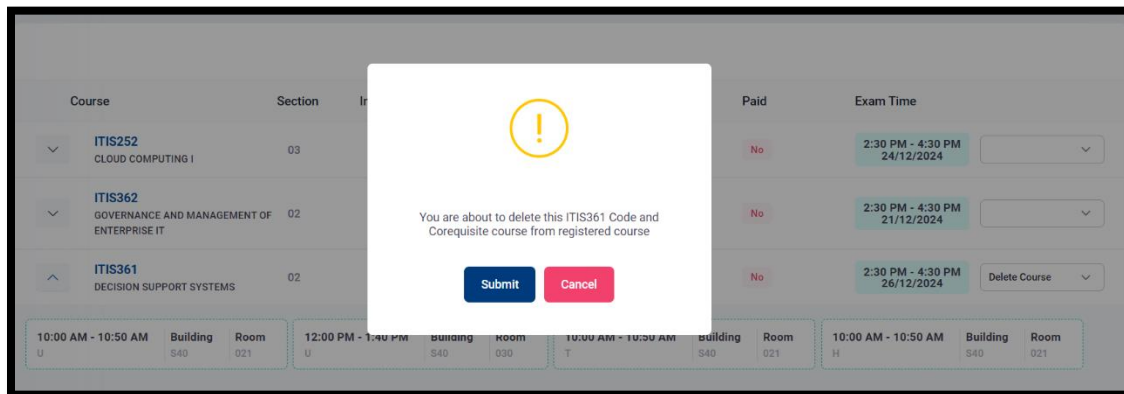 Course Section In Paid Exam Time
ITIS252
CLOUD COMPUTING I
03
No
2:30 PM - 4:30 PM
24/12/2024
ITIS362
GOVERNANCE AND MANAGEMENT OF
ENTERPRISE IT
02
No
2:30 PM - 4:30 PM
21/12/2024
ITIS361
DECISION SUPPORT SYSTEMS
02
No
2:30 PM - 4:30 PM
26/12/2024
Delete Course
!
You are about to delete this ITIS361 Code and
Corequisite course from registered course
Submit Cancel
10:00 AM - 10:50 AM Building Room
U S40 021
12:00 PM - 1:40 PM Building Room
U S40 030
10:00 AM - 10:50 AM Building Room
T S40 021
10:00 AM - 10:50 AM Building Room
H S40 021